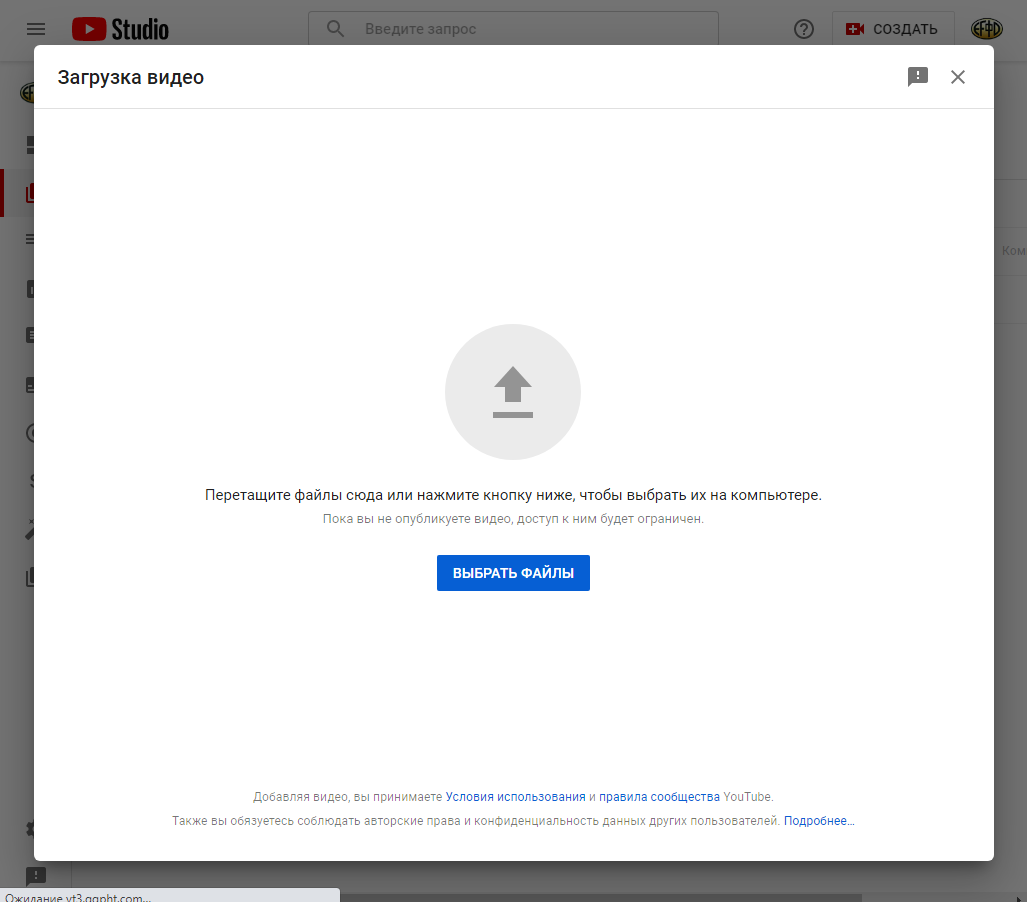 Studio
Введите запрос
СОЗДАТЬ
Загрузка видео
Ком
Перетащите файлы сюда или нажмите кнопку ниже, чтобы выбрать их на компьютере.
Пока вы не опубликуете видео, доступ к ним будет ограничен.
ВЫБРАТЬ ФАЙЛЫ
Добавляя видео, вы принимаете Условия использования и правила сообщества YouTube.
Также вы обязуетесь соблюдать авторские права и конфиденциальность данных других пользователей. Подробнее...
Ожидание yt3.ggpht.com...